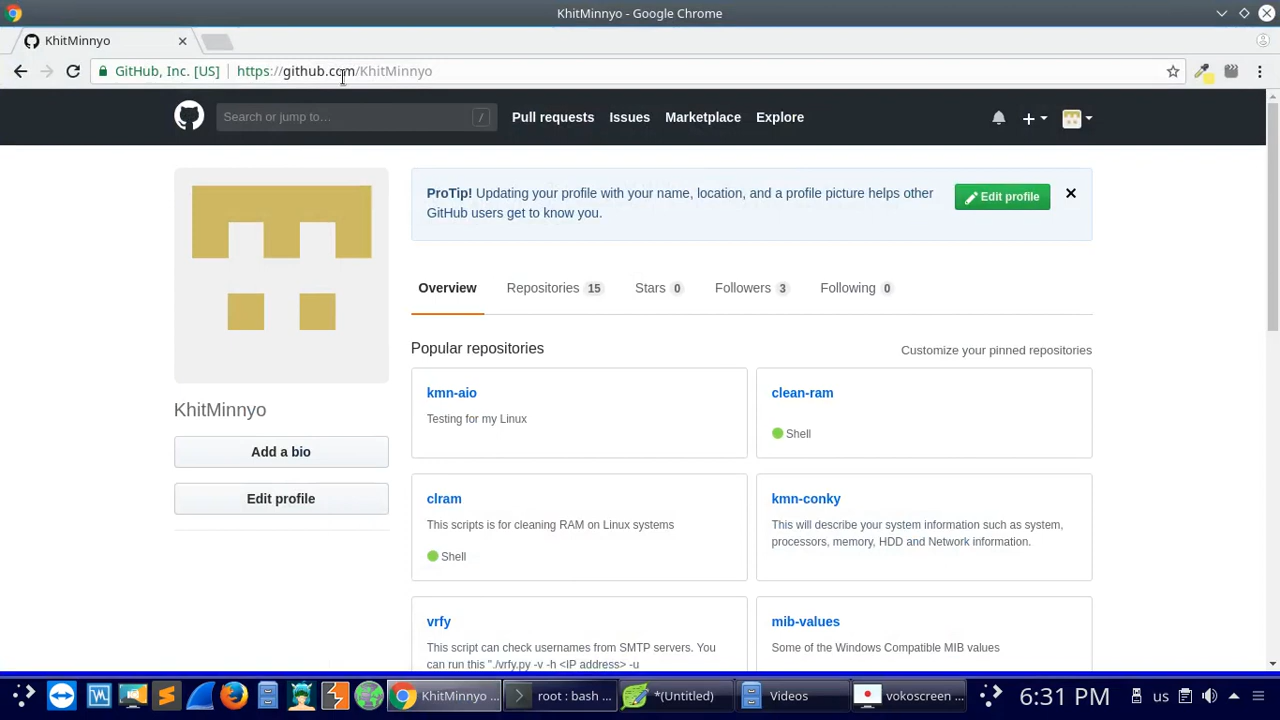 KhitMinnyo - Google Chrome
KhitMinnyo
GitHub, Inc. [US] https://github.com/KhitMinnyo
Search or jump to… / Pull requests Issues Marketplace Explore
ProTip! Updating your profile with your name, location, and a profile picture helps other
GitHub users get to know you.
Edit profile
Overview Repositories 15 Stars 0 Followers 3 Following 0
Popular repositories Customize your pinned repositories
kmn-aio
Testing for my Linux
clean-ram
Shell
KhitMinnyo
Add a bio
Edit profile
clram
This scripts is for cleaning RAM on Linux systems
Shell
kmn-conky
This will describe your system information such as system,
processors, memory, HDD and Network information.
vrfy
This script can check usernames from SMTP servers. You
can run this "./vrfy.py -v -h <IP address> -u
mib-values
Some of the Windows Compatible MIB values
KhitMinnyo ... root : bash ... *(Untitled) Videos vokoscreen ... 6:31 PM us